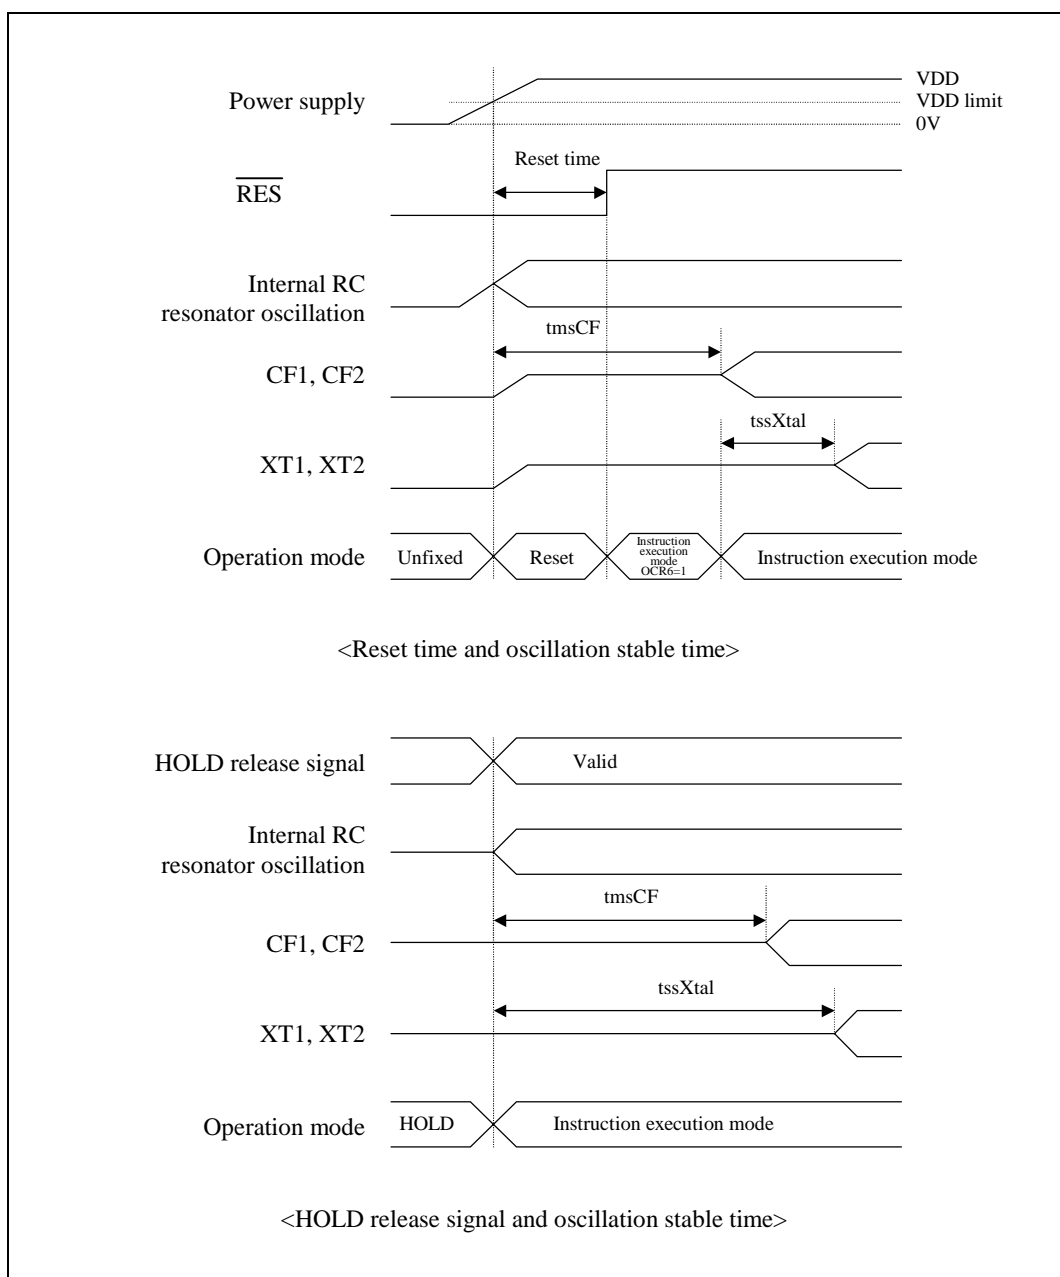 VDD
Power supply
VDD limit
0V
Reset time
RES
Internal RC
resonator oscillation
tmsCF
CF1, CF2
tssXtal
XT1, XT2
Operation mode
Unfixed
Reset
Instruction
execution
mode
OCR6=1
Instruction execution mode
<Reset time and oscillation stable time>
HOLD release signal
Valid
Internal RC
resonator oscillation
tmsCF
CF1, CF2
tssXtal
XT1, XT2
Operation mode
HOLD
Instruction execution mode
<HOLD release signal and oscillation stable time>